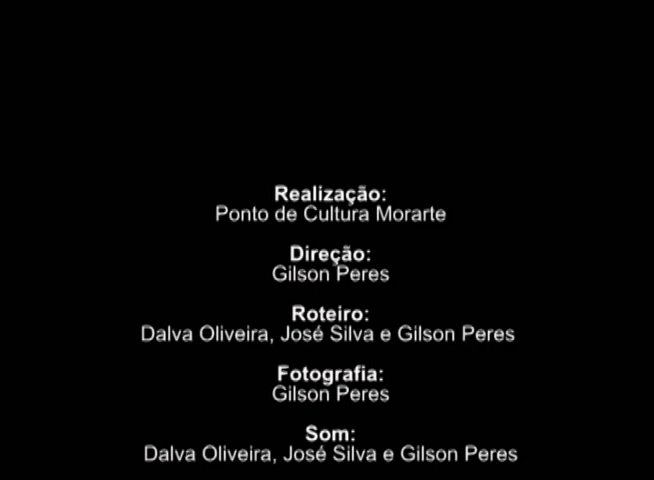 Realização:
Ponto de Cultura Morarte
Direção:
Gilson Peres
Roteiro:
Dalva Oliveira, José Silva e Gilson Peres
Fotografia:
Gilson Peres
Som:
Dalva Oliveira, José Silva e Gilson Peres